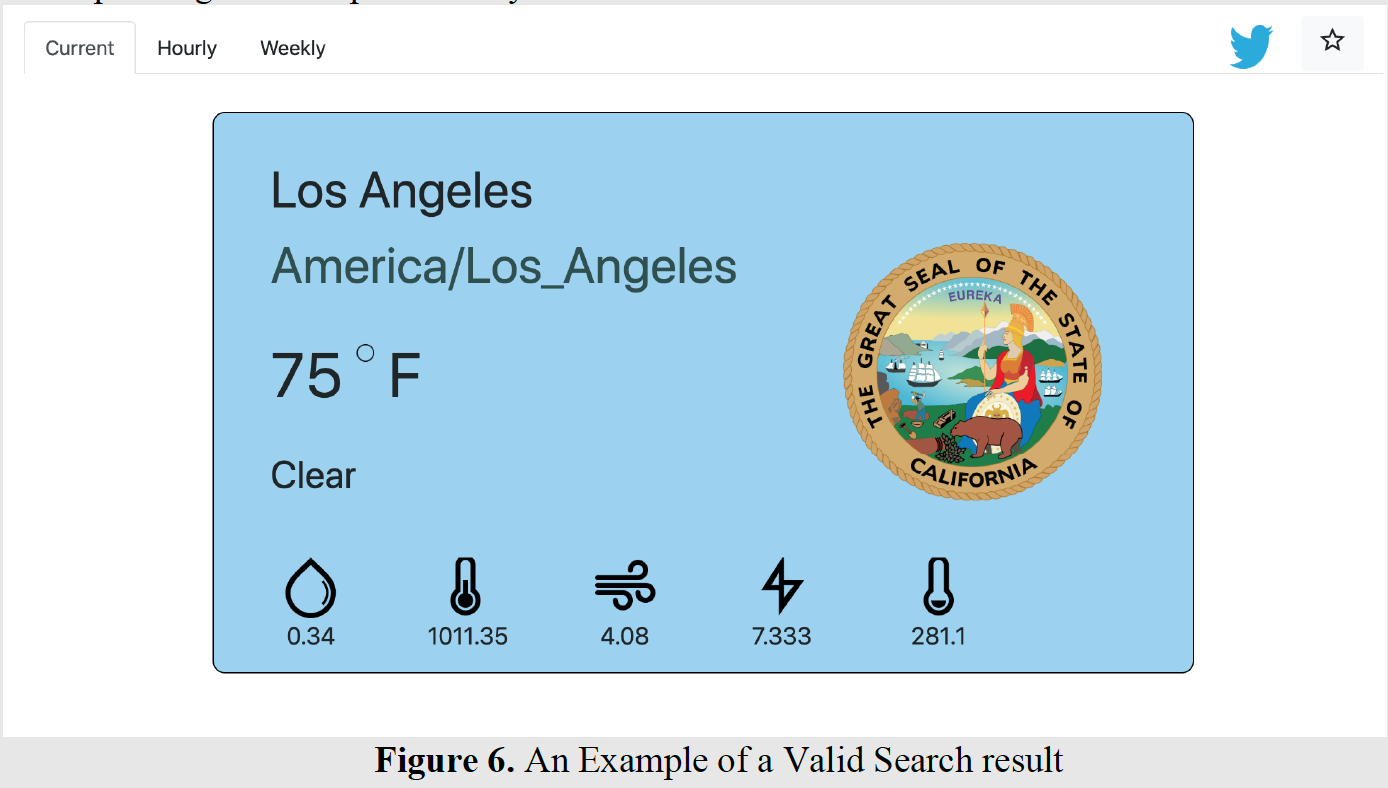 Current Hourly Weekly
Los Angeles
America/Los_Angeles
75 ° F
Clear
THE GREAT SEAL OF THE STATE OF
EUREKA
CALIFORNIA
0.34 1011.35 4.08 7.333 281.1
Figure 6. An Example of a Valid Search result